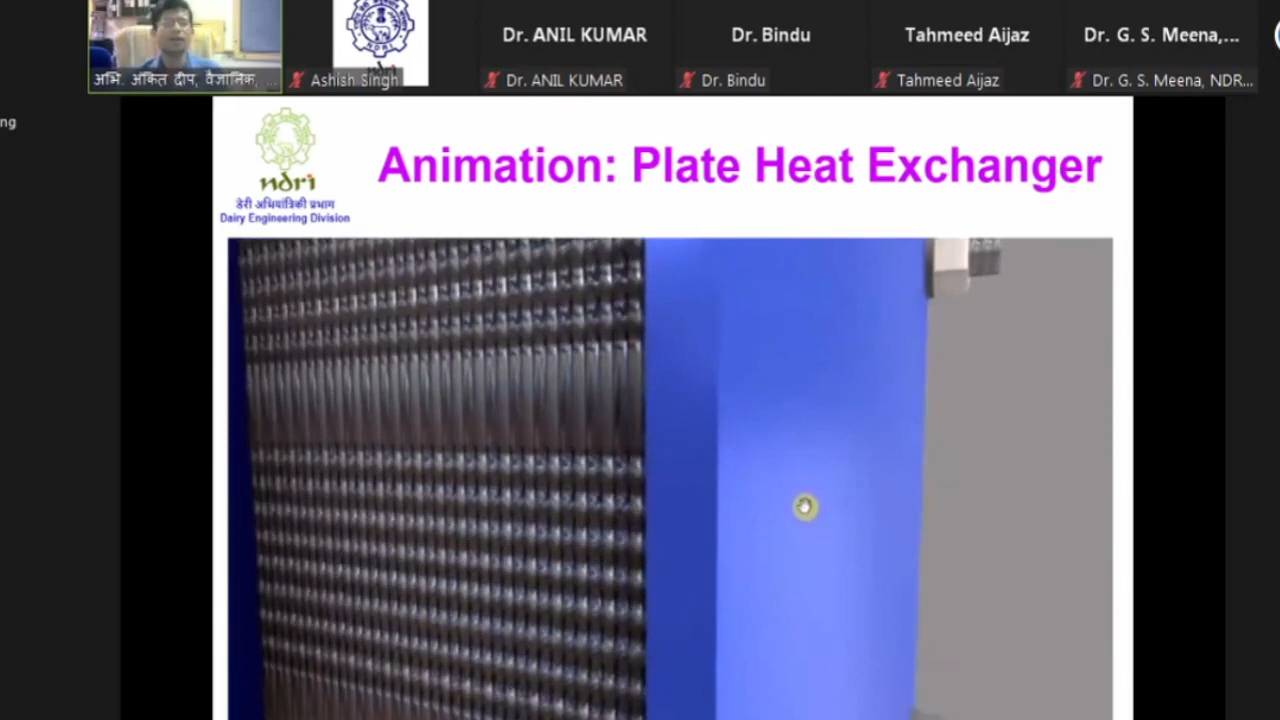 Dr. ANIL KUMAR
Dr. Bindu
Tahmeed Aijaz
Dr. G. S. Meena,...
अभि. अंकित दीप, वैज्ञानिक, ...
Ashish Singh
Dr. ANIL KUMAR
Dr. Bindu
Tahmeed Aijaz
Dr. G. S. Meena, NDR...
ng
Animation: Plate Heat Exchanger
ndri
डेरी अभियांत्रिकी प्रभाग
Dairy Engineering Division